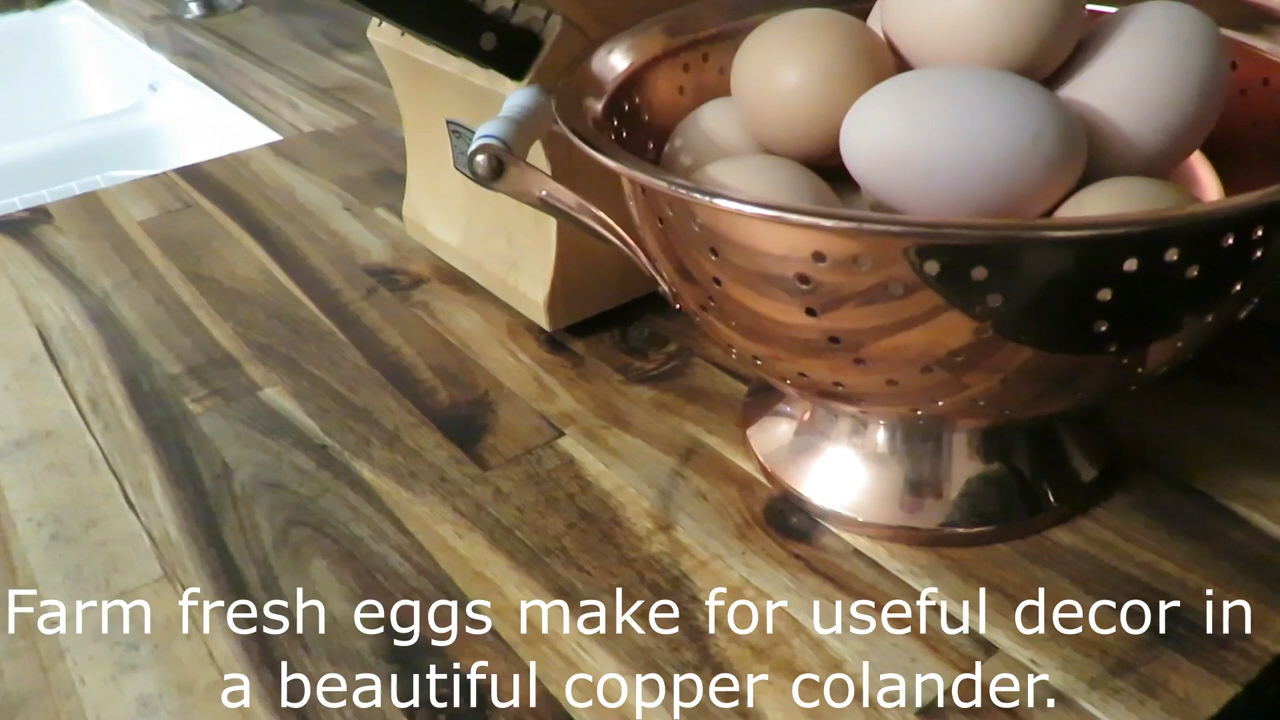 Farm fresh eggs make for useful decor in
a beautiful copper colander.